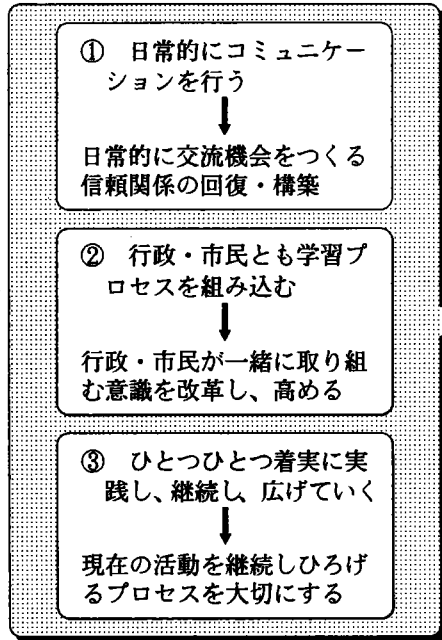 ① 日常的にコミュニケー
ションを行う
日常的に交流機会をつくる
信頼関係の回復・構築
② 行政・市民とも学習プ
ロセスを組み込む
行政・市民が一緒に取り組
む意識を改革し、高める
③ ひとつひとつ着実に実
践し、継続し、広げていく
現在の活動を継続しひろげ
るプロセスを大切にする